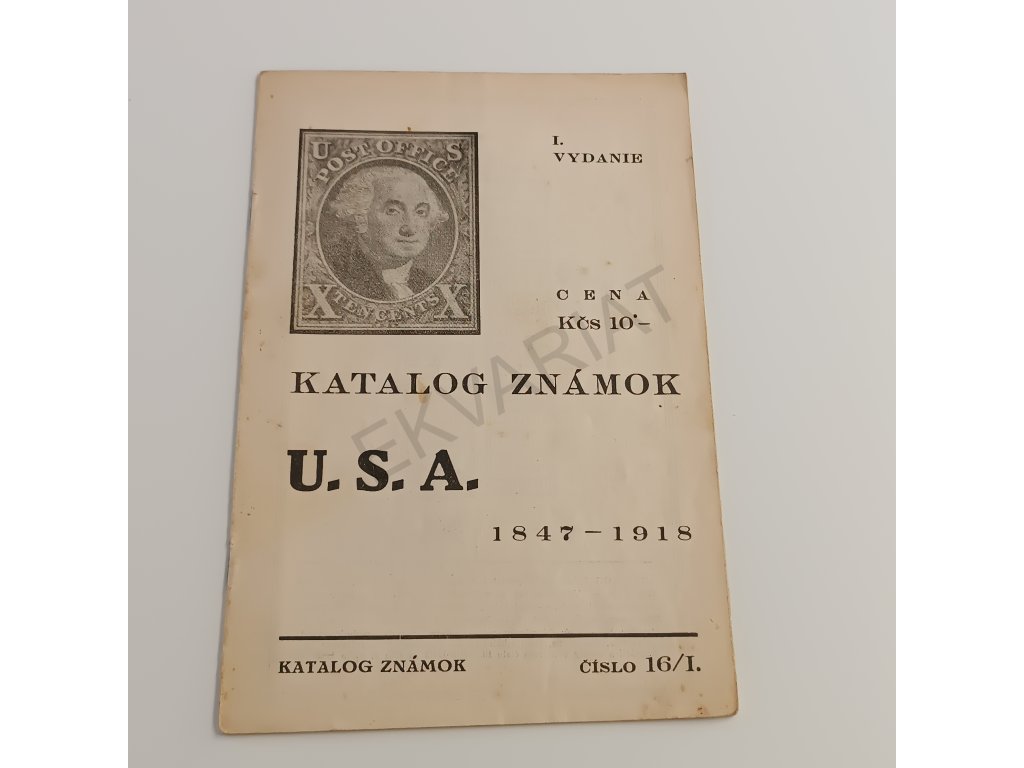 U S
POST OFFICE
X TEN CENTS X
I.
VYDANIE
CENA
Kčs 10·–
KATALOG ZNÁMOK
U. S. A.
1847 – 1918
KATALOG ZNÁMOK ČÍSLO 16/I.
EKVARIAT